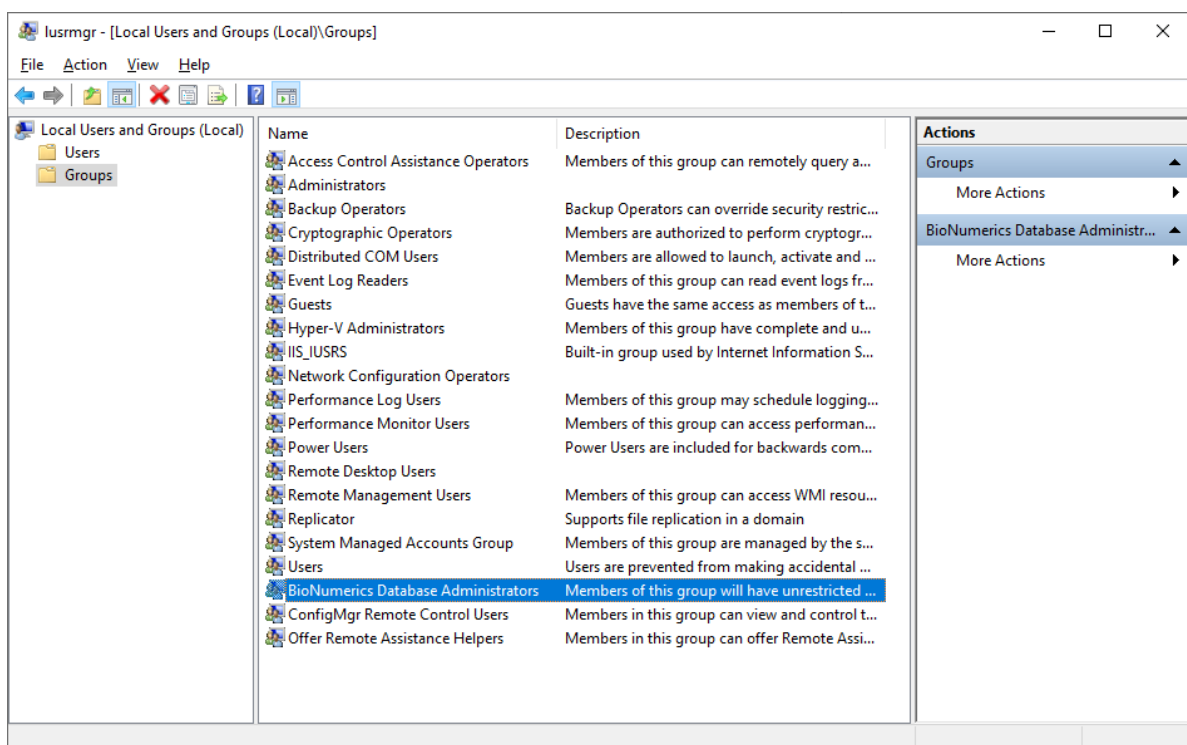 lusrmgr - [Local Users and Groups (Local)\Groups]
File Action View Help
Local Users and Groups (Local)
Users
Groups
Name Description
Access Control Assistance Operators Members of this group can remotely query a...
Administrators
Backup Operators Backup Operators can override security restric...
Cryptographic Operators Members are authorized to perform cryptogr...
Distributed COM Users Members are allowed to launch, activate and ...
Event Log Readers Members of this group can read event logs fr...
Guests Guests have the same access as members of t...
Hyper-V Administrators Members of this group have complete and u...
IIS_IUSRS Built-in group used by Internet Information S...
Network Configuration Operators
Performance Log Users Members of this group may schedule logging...
Performance Monitor Users Members of this group can access performan...
Power Users Power Users are included for backwards com...
Remote Desktop Users
Remote Management Users Members of this group can access WMI resou...
Replicator Supports file replication in a domain
System Managed Accounts Group Members of this group are managed by the s...
Users Users are prevented from making accidental ...
BioNumerics Database Administrators Members of this group will have unrestricted ...
ConfigMgr Remote Control Users Members in this group can view and control t...
Offer Remote Assistance Helpers Members in this group can offer Remote Assi...
Actions
Groups
More Actions
BioNumerics Database Administr...
More Actions